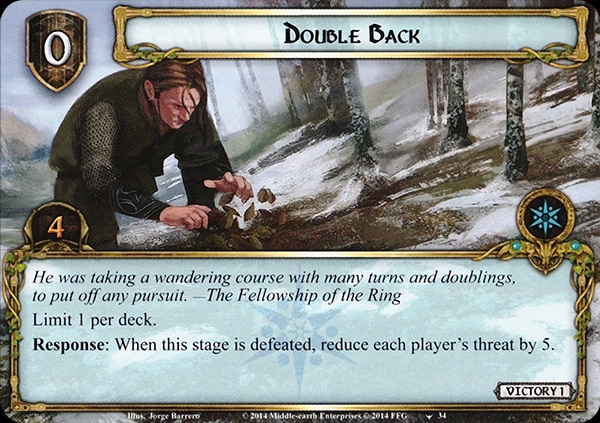 0
DOUBLE BACK
4
He was taking a wandering course with many turns and doublings,
to put off any pursuit. —The Fellowship of the Ring
Limit 1 per deck.
Response: When this stage is defeated, reduce each player's threat by 5.
VICTORY 1
Illus. Jorge Barrero © 2014 Middle-earth Enterprises © 2014 FFG 34